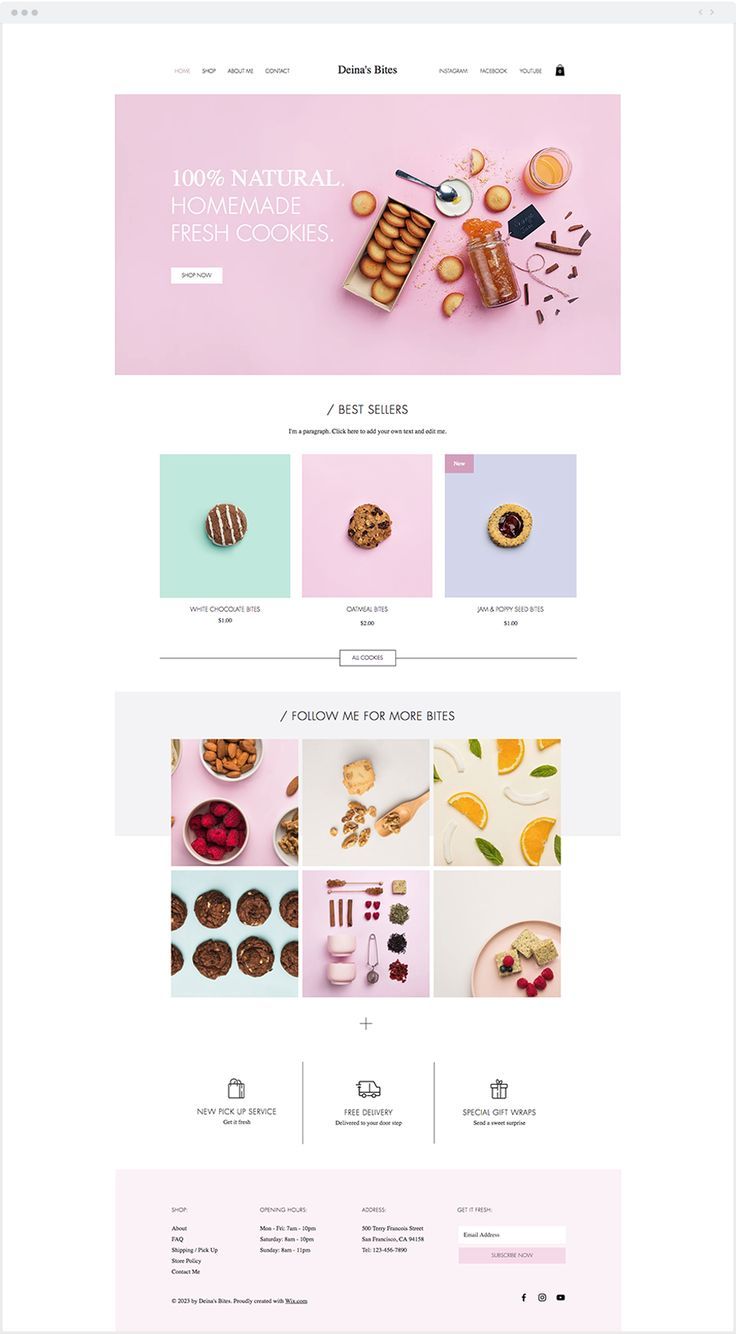 HOME SHOP ABOUT ME CONTACT Deina's Bites INSTAGRAM FACEBOOK YOUTUBE 0
100% NATURAL.
HOMEMADE
FRESH COOKIES.
SHOP NOW
Orange
Jam
/ BEST SELLERS
I'm a paragraph. Click here to add your own text and edit me.
New
WHITE CHOCOLATE BITES
$1.00
OATMEAL BITES
$2.00
JAM & POPPY SEED BITES
$1.00
ALL COOKIES
/ FOLLOW ME FOR MORE BITES
NEW PICK UP SERVICE
Get it fresh
FREE DELIVERY
Delivered to your door step
SPECIAL GIFT WRAPS
Send a sweet surprise
SHOP:
About
FAQ
Shipping / Pick Up
Store Policy
Contact Me
OPENING HOURS:
Mon - Fri: 7am - 10pm
Saturday: 8am - 10pm
Sunday: 8am - 11pm
ADDRESS:
500 Terry Francois Street
San Francisco, CA 94158
Tel: 123-456-7890
GET IT FRESH:
Email Address
SUBSCRIBE NOW
© 2023 by Deina's Bites. Proudly created with Wix.com